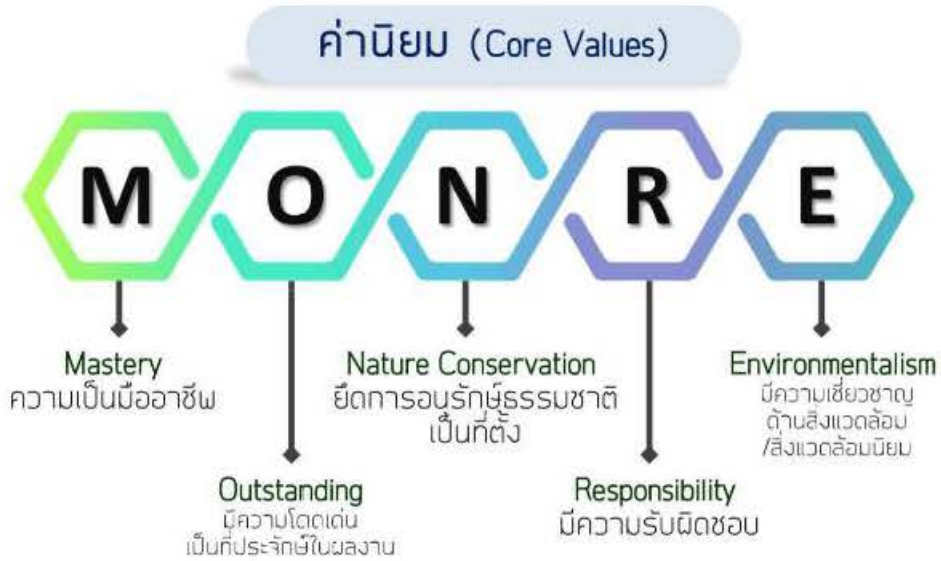 ค่านิยม (Core Values)
M O N R E
Mastery
ความเป็นมืออาชีพ
Outstanding
มีความโดดเด่น
เป็นที่ประจักษ์ในผลงาน
Nature Conservation
ยึดการอนุรักษ์ธรรมชาติ
เป็นที่ตั้ง
Responsibility
มีความรับผิดชอบ
Environmentalism
มีความเชี่ยวชาญ
ด้านสิ่งแวดล้อม
/สิ่งแวดล้อมนิยม